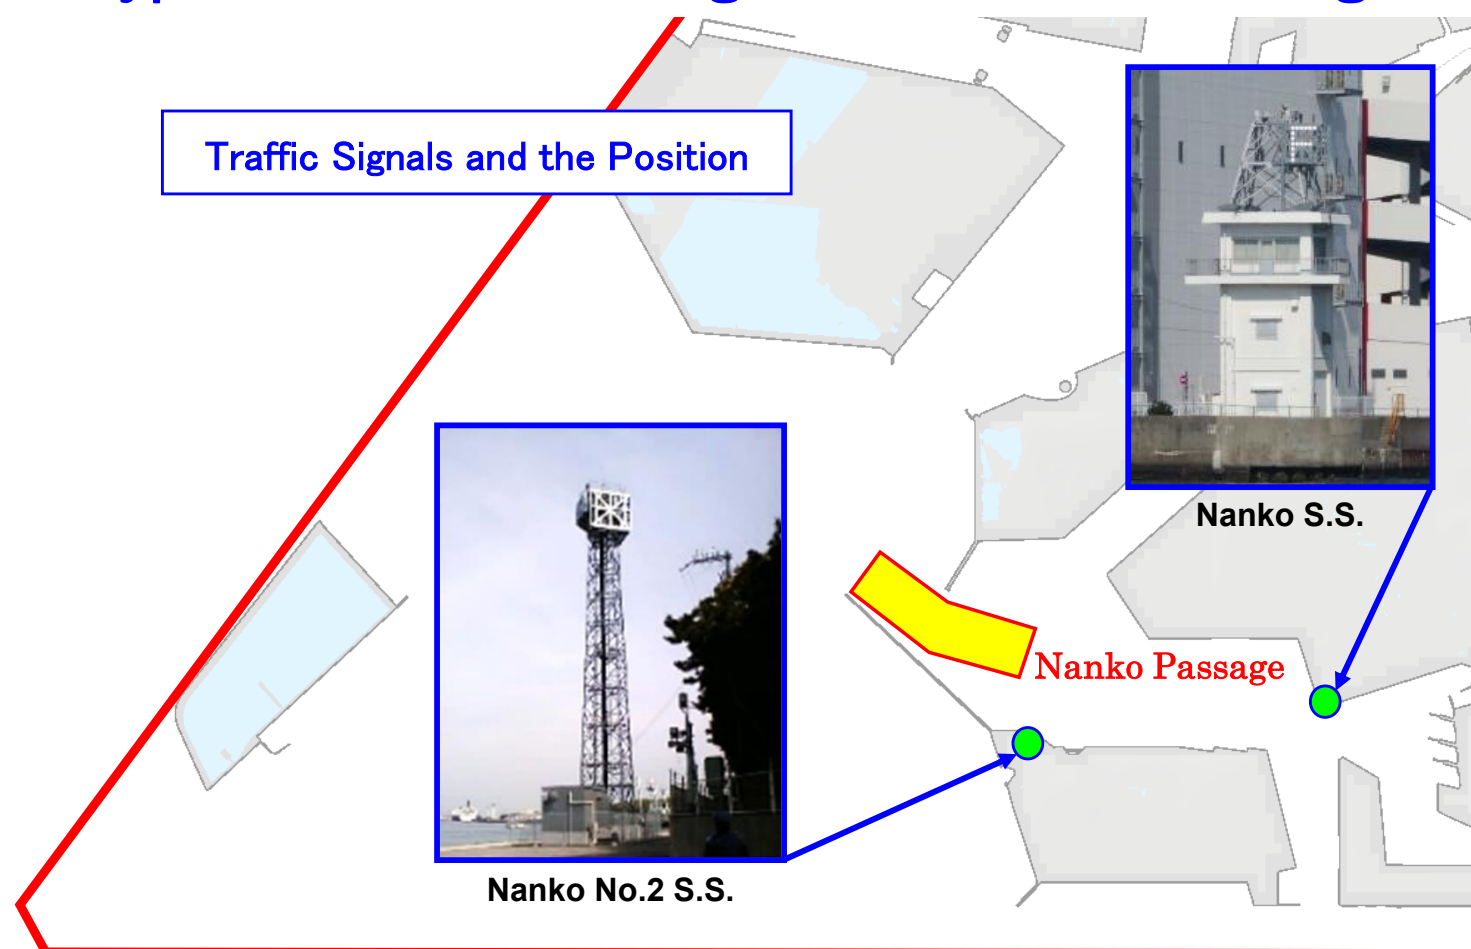 Traffic Signals and the Position
Nanko S.S.
Nanko Passage
Nanko No.2 S.S.